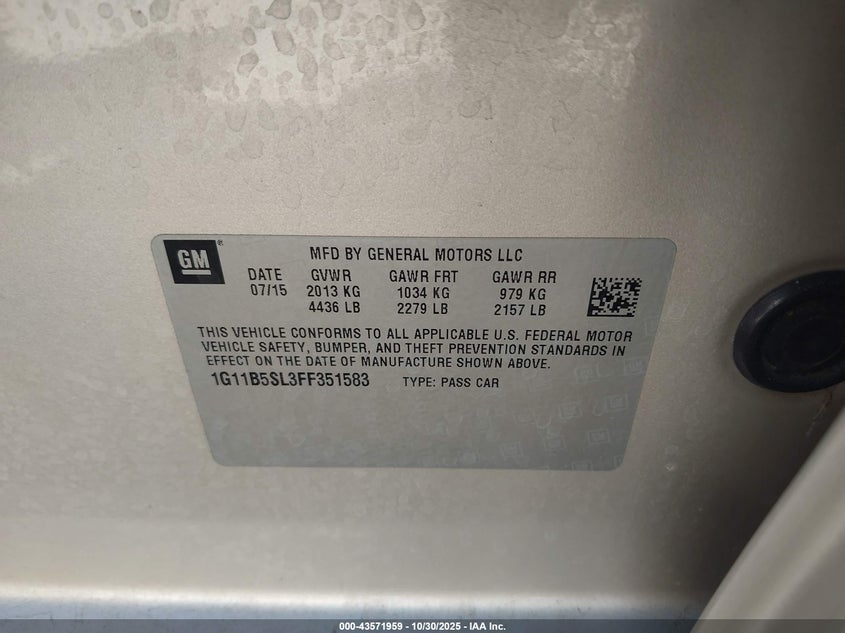 GM
MFD BY GENERAL MOTORS LLC
DATE GVWR GAWR FRT GAWR RR
07/15 2013 KG 1034 KG 979 KG
4436 LB 2279 LB 2157 LB
THIS VEHICLE CONFORMS TO ALL APPLICABLE U.S. FEDERAL MOTOR
VEHICLE SAFETY, BUMPER, AND THEFT PREVENTION STANDARDS IN
EFFECT ON THE DATE OF MANUFACTURE SHOWN ABOVE.
1G11B5SL3FF351583 TYPE: PASS CAR
000-43571959 - 10/30/2025 - IAA Inc.